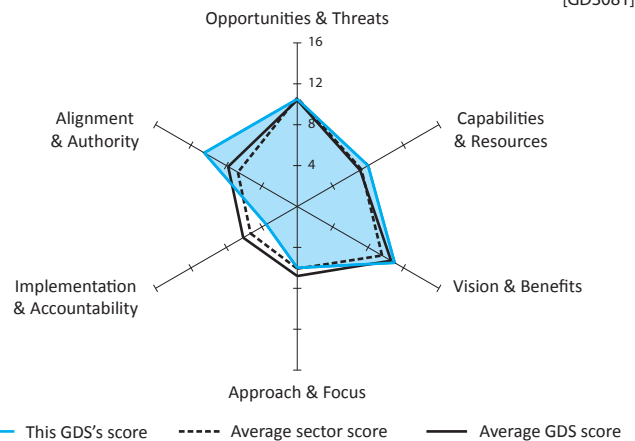 [GDS081]
Opportunities & Threats
16
12
8
4
Alignment
& Authority
Capabilities
& Resources
Implementation
& Accountability
Vision & Benefits
Approach & Focus
This GDS's score
Average sector score
Average GDS score